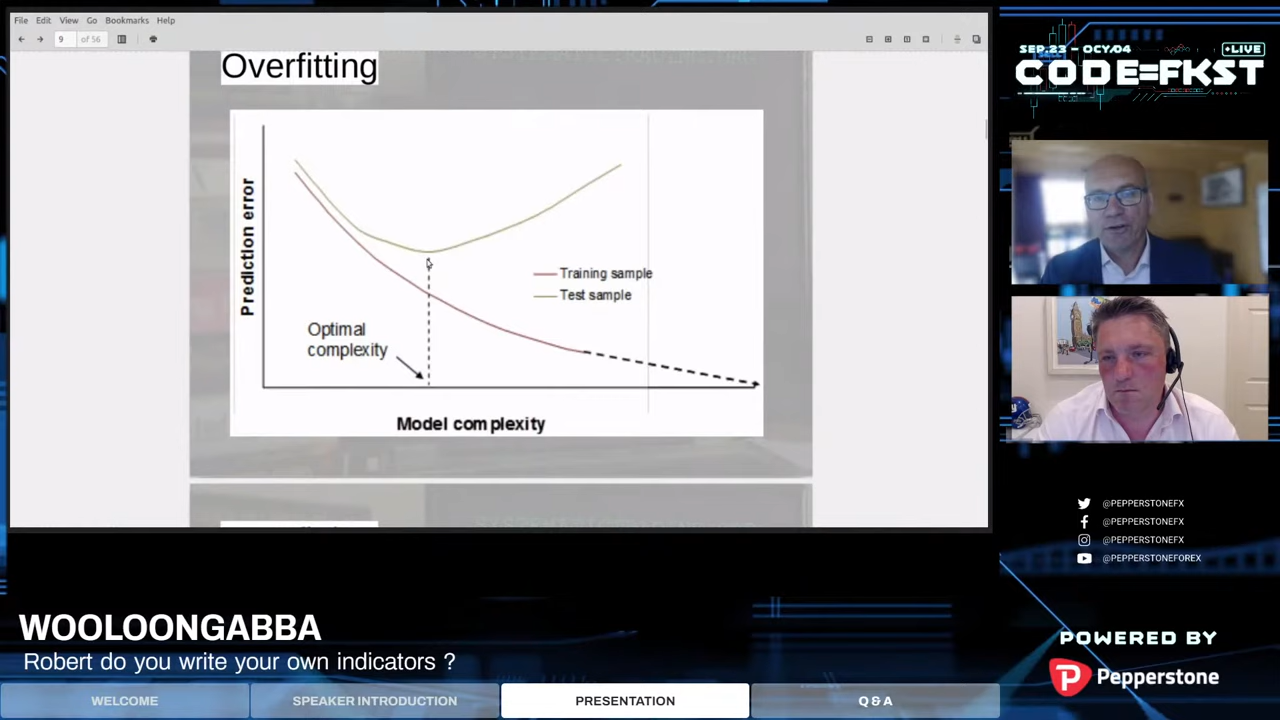 File Edit View Go Bookmarks Help
9 of 56
Overfitting
Prediction error
Training sample
Test sample
Optimal
complexity
Model complexity
SEP.23 - OCY.04
LIVE
CODE=FKST
@PEPPERSTONEFX
@PEPPERSTONEFX
@PEPPERSTONEFX
@PEPPERSTONEFOREX
POWERED BY
Pepperstone
WOOLOONGABBA
Robert do you write your own indicators ?
WELCOME
SPEAKER INTRODUCTION
PRESENTATION
Q & A